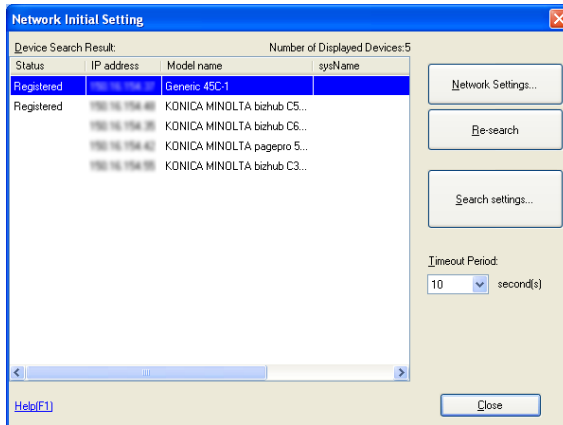 Network Initial Setting
Device Search Result: Number of Displayed Devices:5
Status IP address Model name sysName
Registered Generic 45C-1
Registered KONICA MINOLTA bizhub C5...
KONICA MINOLTA bizhub C6...
KONICA MINOLTA pagepro 5...
KONICA MINOLTA bizhub C3...
Network Settings...
Re-search
Search settings...
Timeout Period:
10 second(s)
Help(F1)
Close